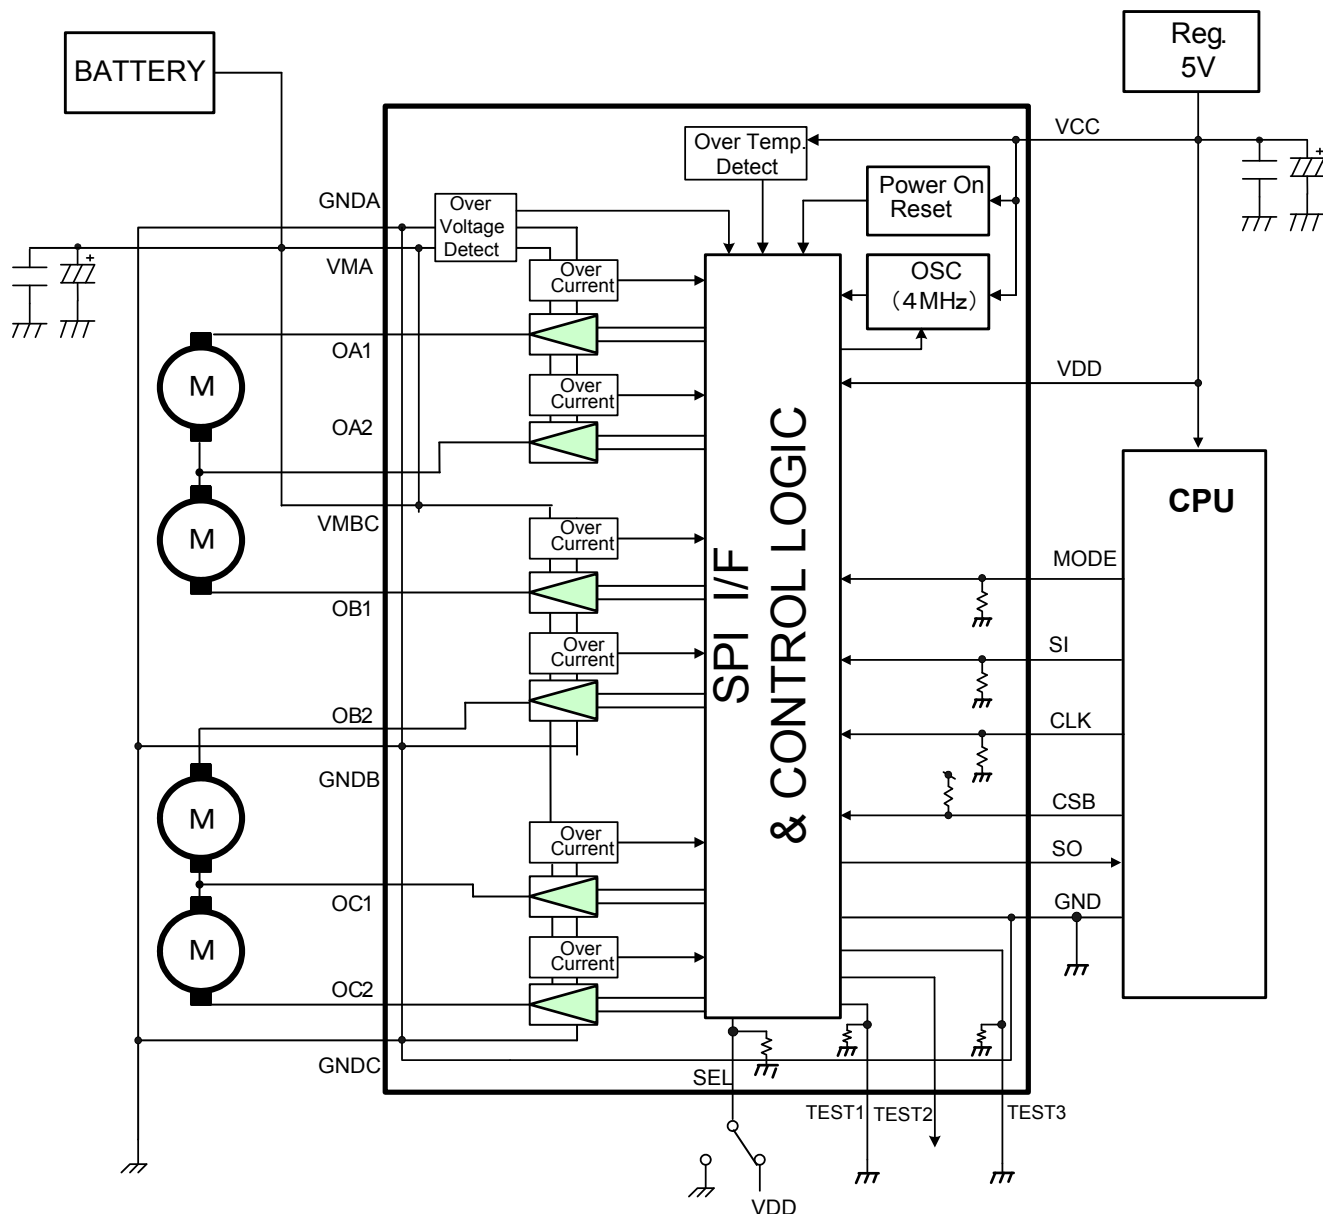 BATTERY
Reg.
5V
VCC
Over Temp.
Detect
Power On
Reset
GNDA
Over
Voltage
Detect
VMA
Over
Current
OSC
(4MHz)
OA1
VDD
M
Over
Current
OA2
CPU
VMBC
M
Over
Current
MODE
OB1
SPI I/F
& CONTROL LOGIC
Over
Current
SI
OB2
CLK
GNDB
M
CSB
Over
Current
SO
OC1
GND
M
Over
Current
OC2
GNDC
SEL
TEST1
TEST2
TEST3
VDD
+
+